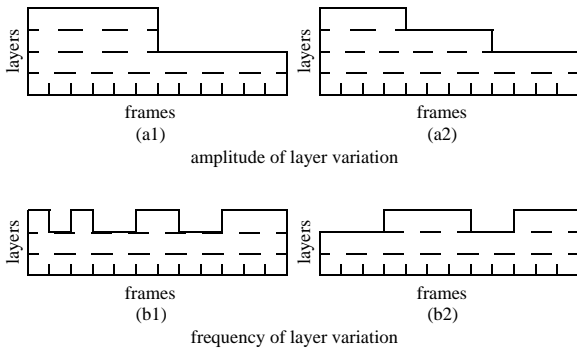 layers
layers
frames
frames
(a1)
(a2)
amplitude of layer variation
layers
layers
frames
frames
(b1)
(b2)
frequency of layer variation